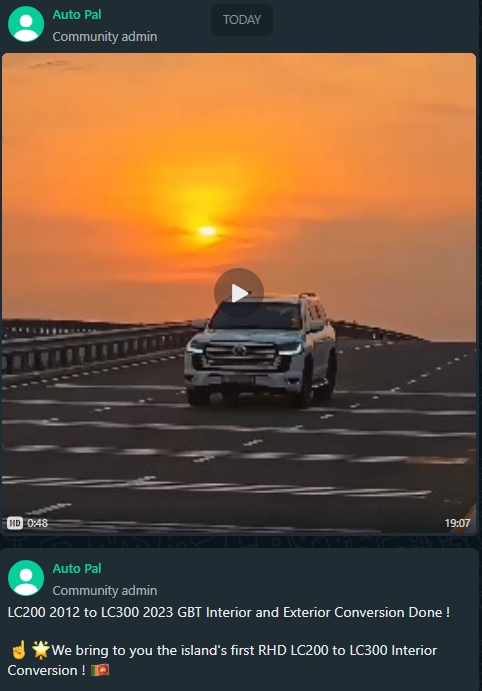 Auto Pal
Community admin
TODAY
HD 0:48
19:07
Auto Pal
Community admin
LC200 2012 to LC300 2023 GBT Interior and Exterior Conversion Done !
☝️🌟We bring to you the island's first RHD LC200 to LC300 Interior
Conversion ! 🇱🇰